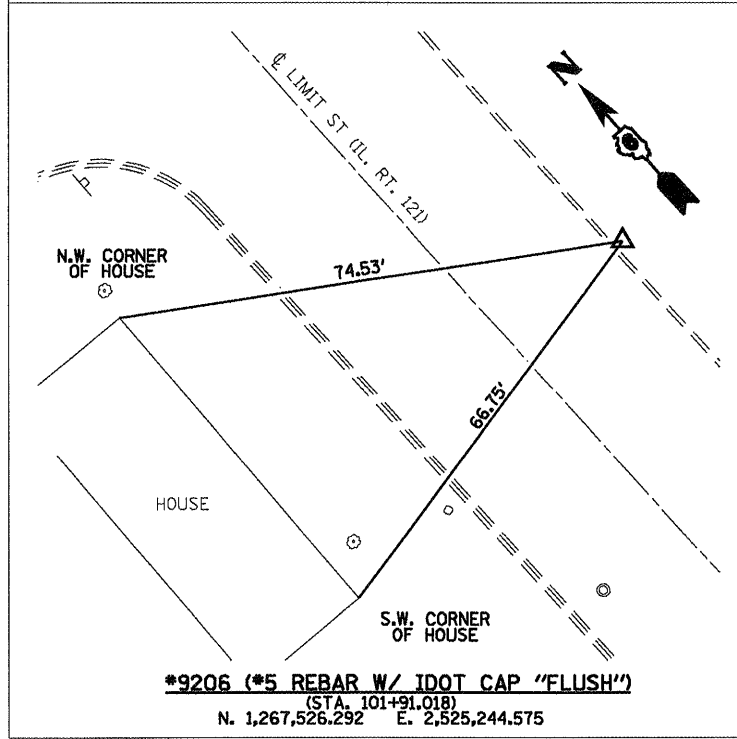 N
℄ LIMIT ST (IL. RT. 121)
N.W. CORNER
OF HOUSE
74.53'
66.75'
HOUSE
S.W. CORNER
OF HOUSE
#9206 (#5 REBAR W/ IDOT CAP "FLUSH")
(STA. 101+91.018)
N. 1,267,526.292 E. 2,525,244.575